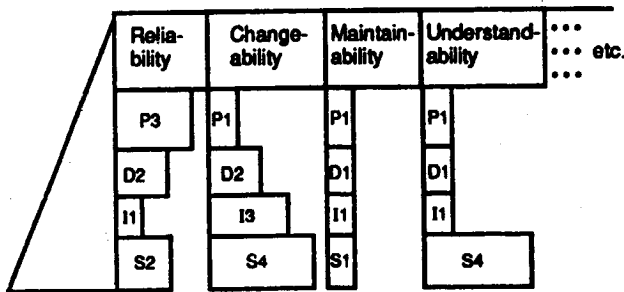 Relia-
bility
Change-
ability
Maintain-
ability
Understand-
ability
••• 
••• etc.
•••
P3
P1
P1
P1
D2
D2
D1
D1
I1
I3
I1
I1
S2
S4
S1
S4